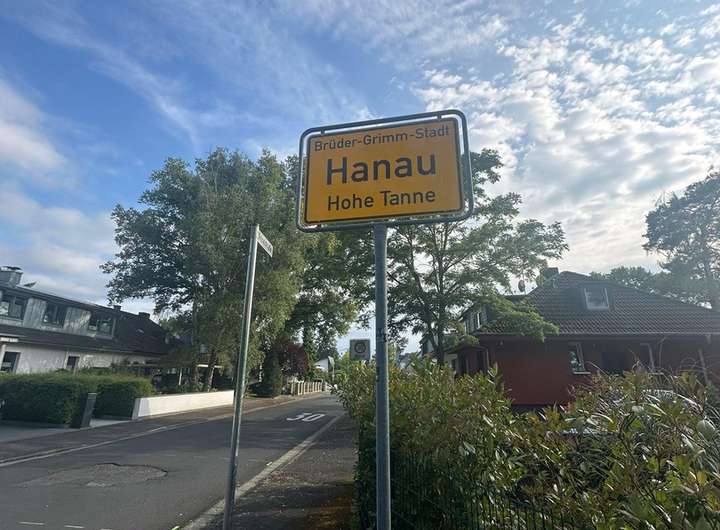 Brüder-Grimm-Stadt
Hanau
Hohe Tanne
30